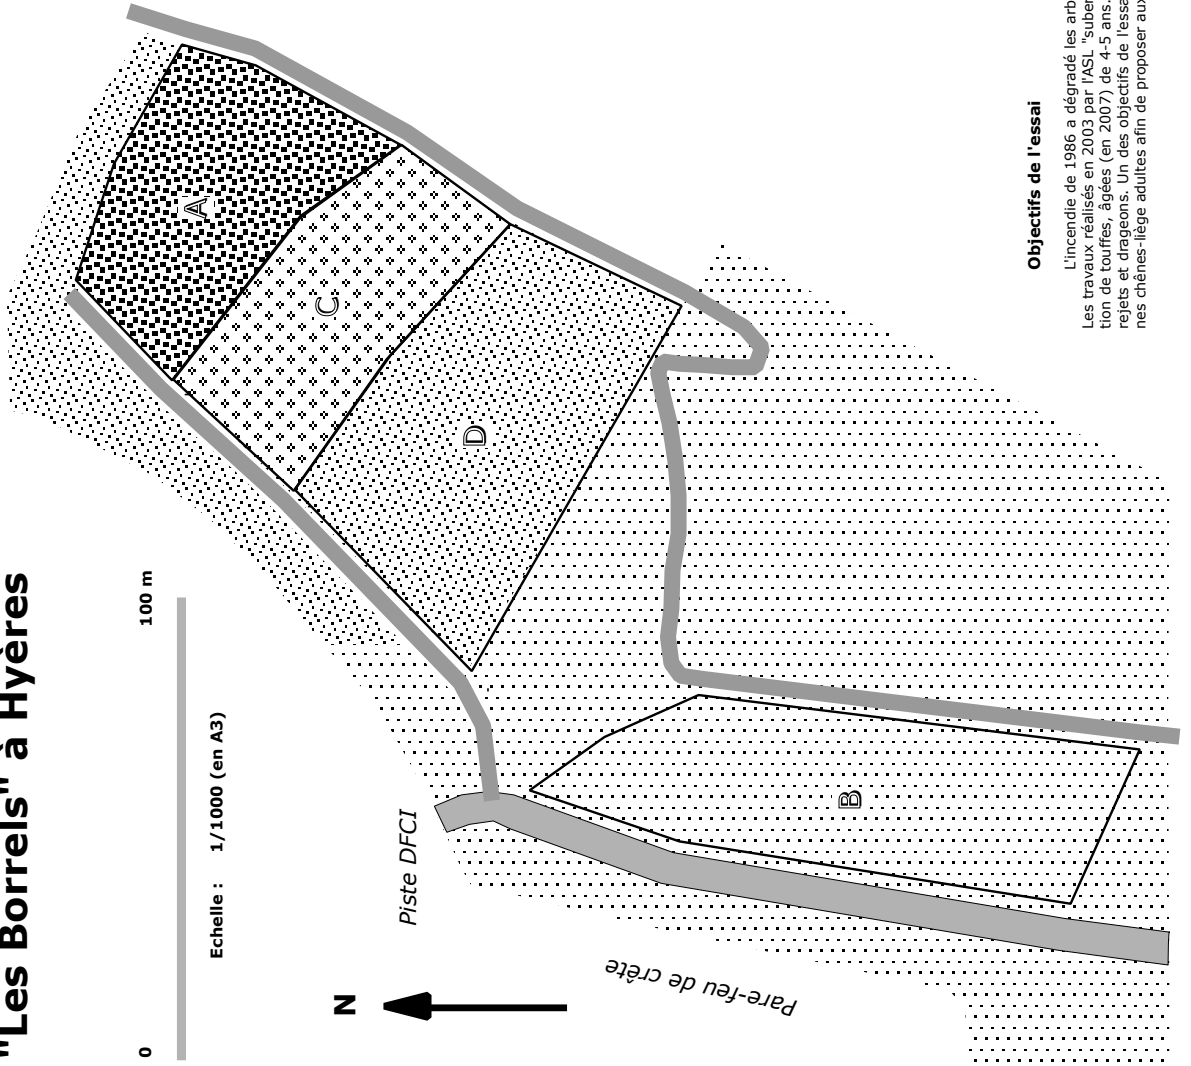 "Les Borrels" à Hyères
0
100 m
Echelle : 1/1000 (en A3)
N
Piste DFCI
Pare-feu de crête
A
C
D
B
Objectifs de l'essai
L'incendie de 1986 a dégradé les arb
Les travaux réalisés en 2003 par l'ASL "suber
tion de touffes, âgées (en 2007) de 4-5 ans.
rejets et drageons. Un des objectifs de l'essa
nes chênes-liège adultes afin de proposer aux